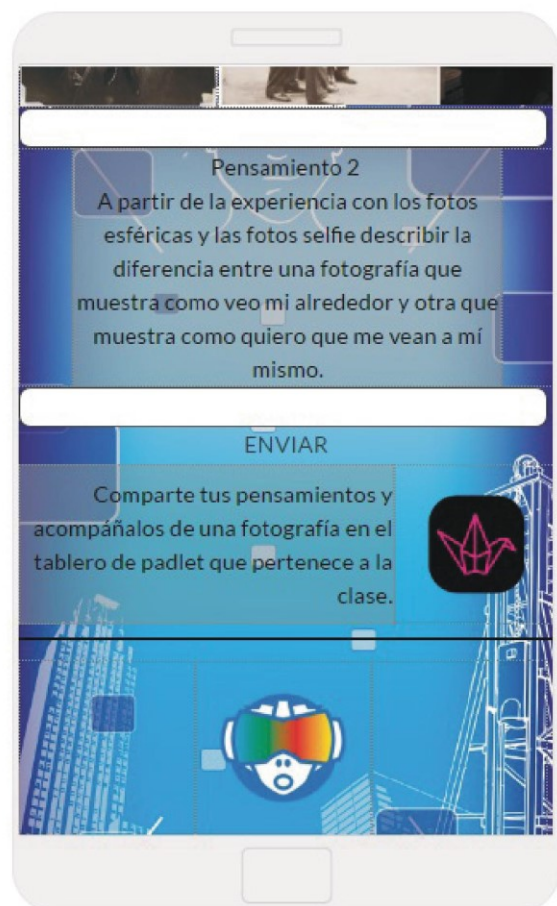 Pensamiento 2
A partir de la experiencia con los fotos
esféricas y las fotos selfie describir la
diferencia entre una fotografía que
muestra como veo mi alrededor y otra que
muestra como quiero que me vean a mí
mismo.
ENVIAR
Comparte tus pensamientos y
acompáñalos de una fotografía en el
tablero de padlet que pertenece a la
clase.